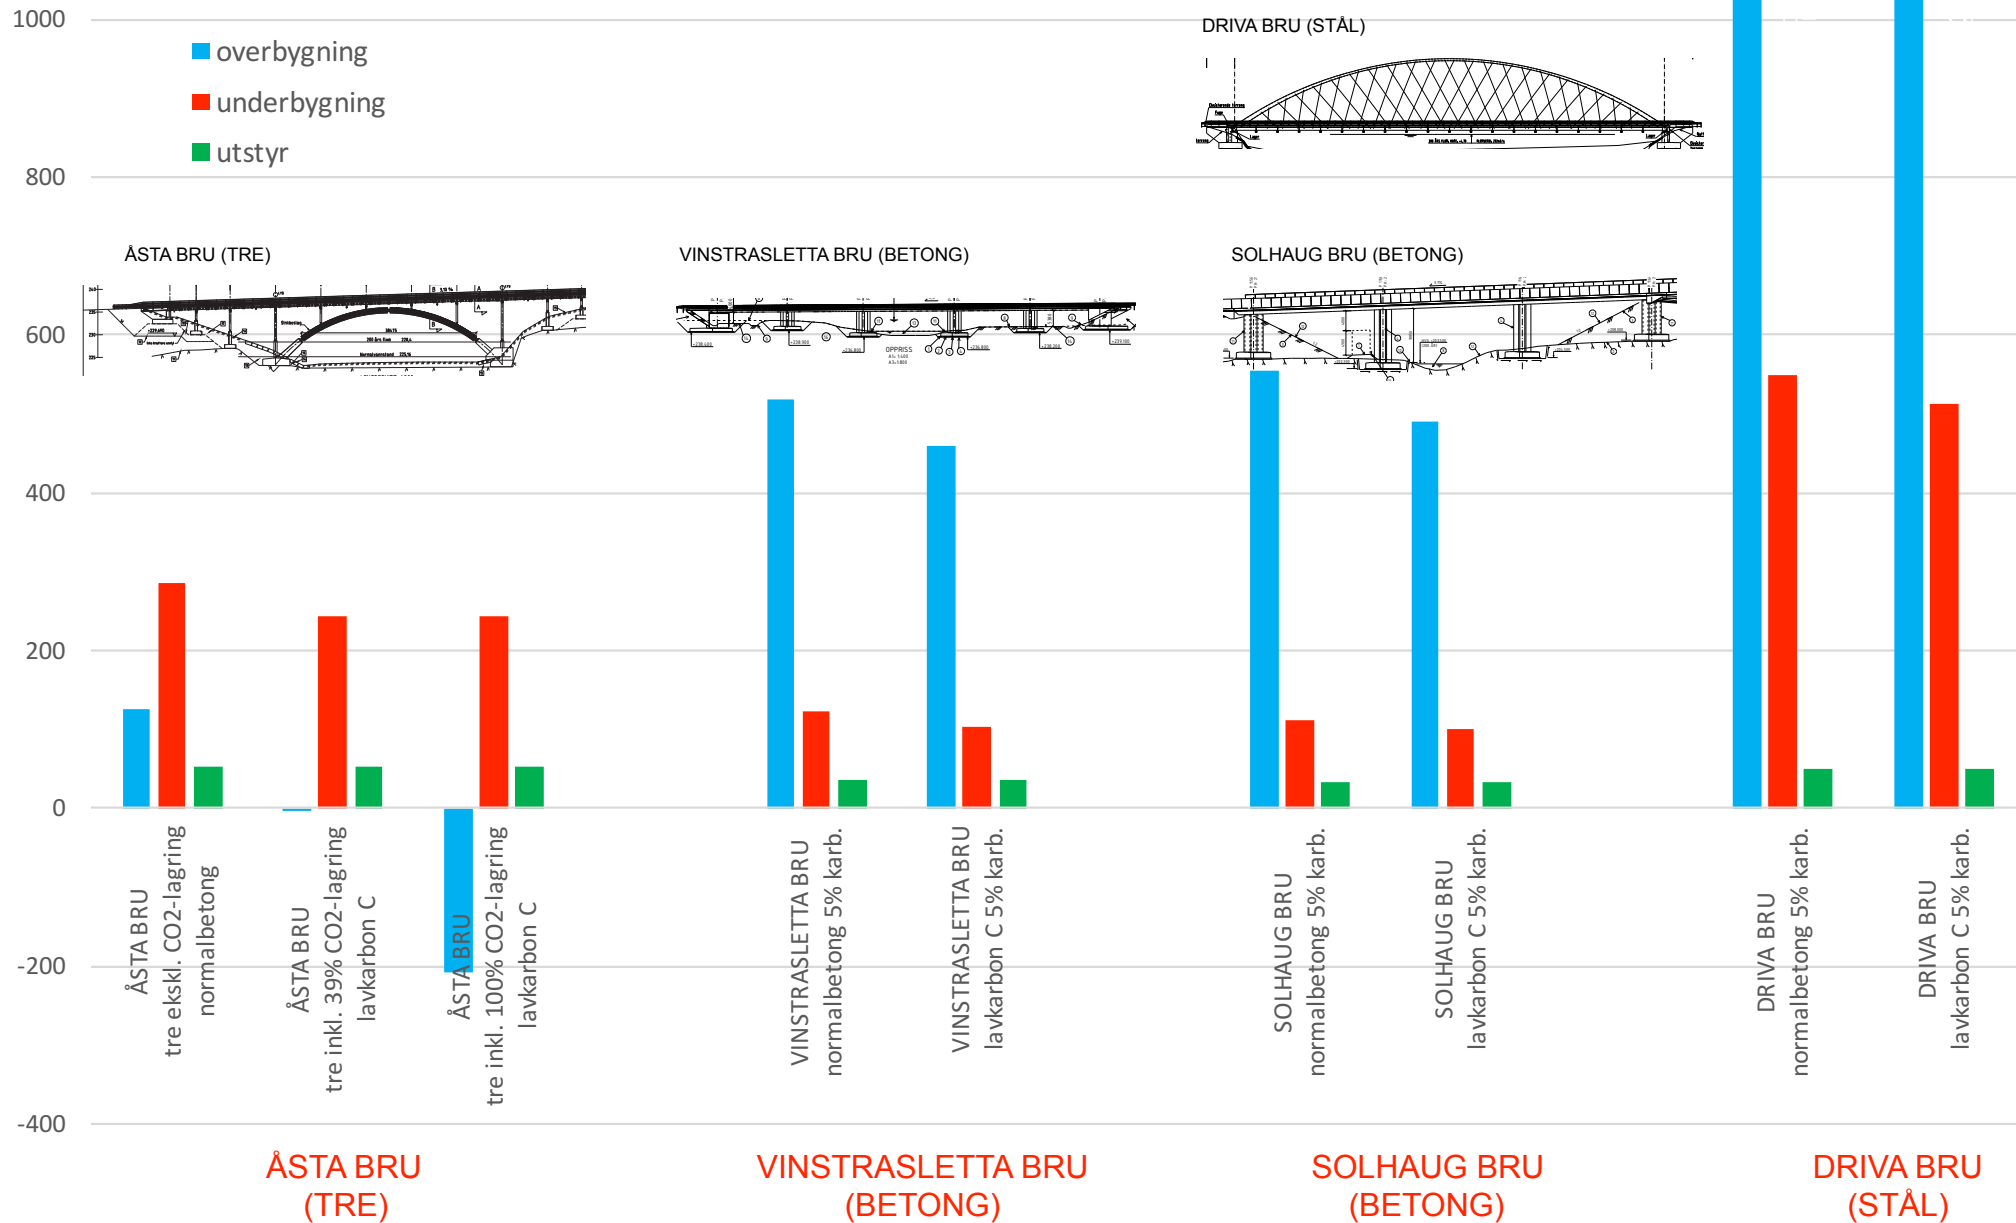 1000
800
600
400
200
0
-200
-400
overbygning
underbygning
utstyr
DRIVA BRU (STÅL)
ÅSTA BRU (TRE)
VINSTRASLETTA BRU (BETONG)
SOLHAUG BRU (BETONG)
OPPRISS
ÅSTA BRU
tre ekskl. CO2-lagring
normalbetong
ÅSTA BRU
tre inkl. 39% CO2-lagring
lavkarbon C
ÅSTA BRU
tre inkl. 100% CO2-lagring
lavkarbon C
VINSTRASLETTA BRU
normalbetong 5% karb.
VINSTRASLETTA BRU
lavkarbon C 5% karb.
SOLHAUG BRU
normalbetong 5% karb.
SOLHAUG BRU
lavkarbon C 5% karb.
DRIVA BRU
normalbetong 5% karb.
DRIVA BRU
lavkarbon C 5% karb.
ÅSTA BRU
(TRE)
VINSTRASLETTA BRU
(BETONG)
SOLHAUG BRU
(BETONG)
DRIVA BRU
(STÅL)